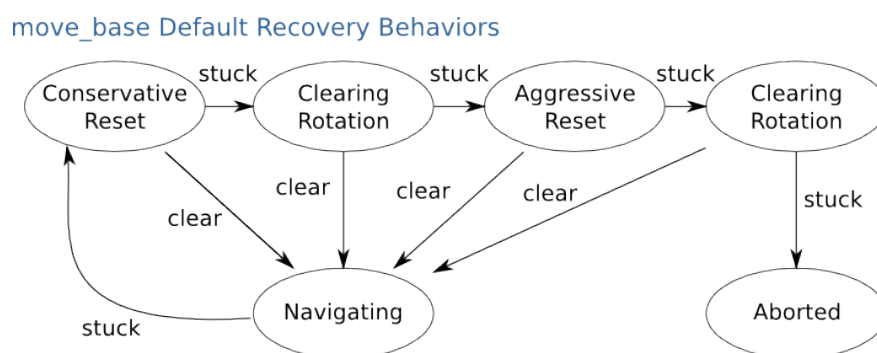 move_base Default Recovery Behaviors
stuck
stuck
stuck
Conservative
Reset
Clearing
Rotation
Aggressive
Reset
Clearing
Rotation
clear
clear
clear
clear
stuck
Navigating
Aborted
stuck